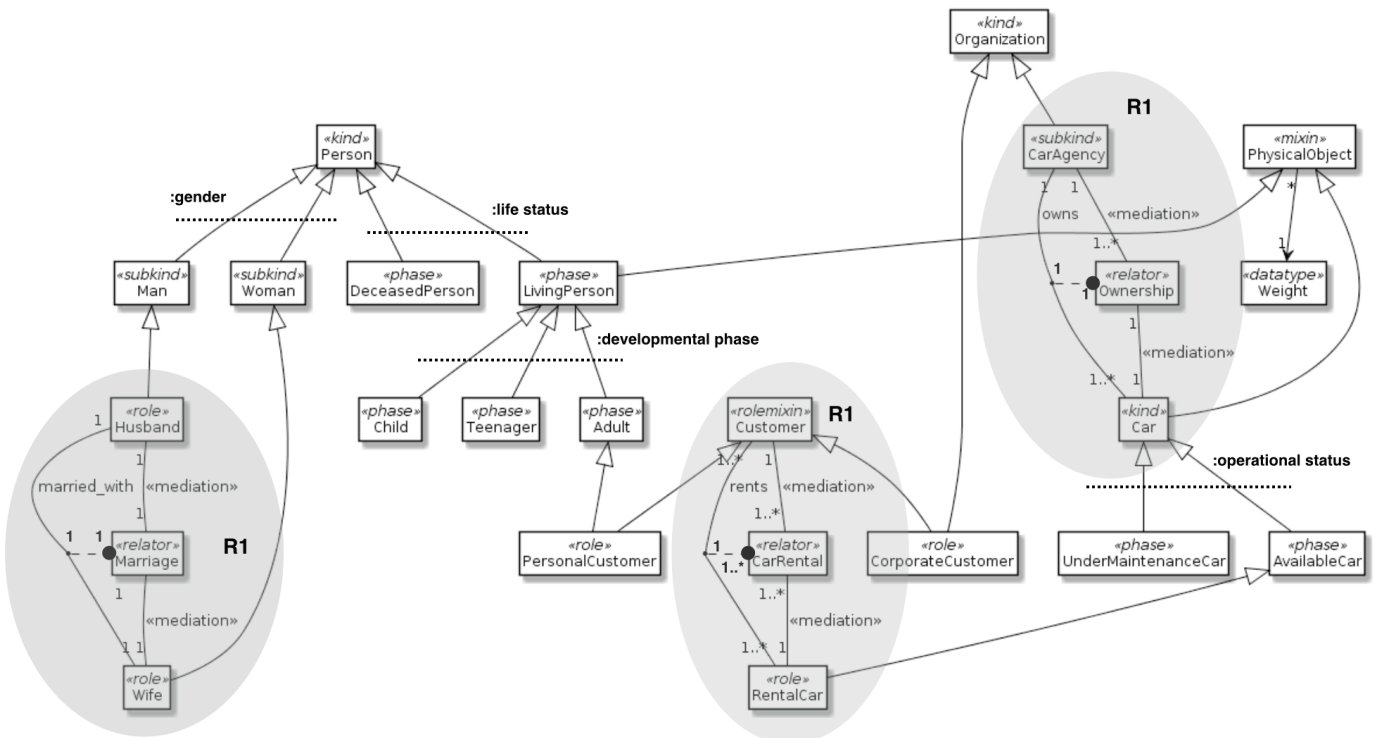 «kind»
Organization
R1
«kind»
Person
«subkind»
CarAgency
«mixin»
PhysicalObject
:gender
:life status
1
1
*
owns
«mediation»
1..*
1
«subkind»
Man
«subkind»
Woman
«phase»
DeceasedPerson
«phase»
LivingPerson
1
1
«relator»
Ownership
«datatype»
Weight
1
:developmental phase
«mediation»
1..*
1
«role»
Husband
1
«phase»
Child
«phase»
Teenager
«phase»
Adult
«rolemixin»
Customer
R1
«kind»
Car
1
1..*
1
:operational status
married_with
«mediation»
rents
«mediation»
1
1..*
1
1
«relator»
Marriage
R1
«role»
PersonalCustomer
1
1..*
«relator»
CarRental
«role»
CorporateCustomer
«phase»
UnderMaintenanceCar
«phase»
AvailableCar
1
1..*
«mediation»
«mediation»
1
1
1..*
1
«role»
Wife
«role»
RentalCar